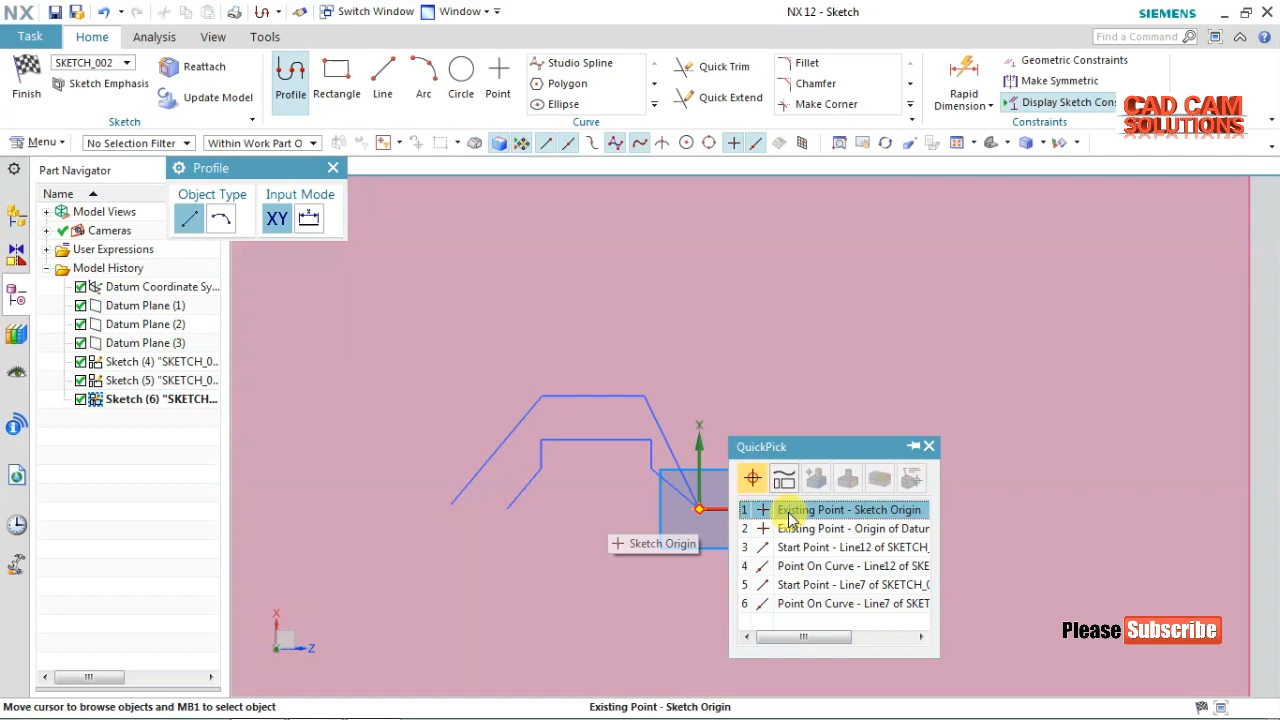 NX
Switch Window
Window
NX 12 - Sketch
SIEMENS
Task
Home
Analysis
View
Tools
Find a Command
Finish
SKETCH_002
Sketch Emphasis
Reattach
Update Model
Sketch
Profile
Rectangle
Line
Arc
Circle
Point
Studio Spline
Polygon
Ellipse
Quick Trim
Quick Extend
Fillet
Chamfer
Make Corner
Curve
Rapid
Dimension
Geometric Constraints
Make Symmetric
Display Sketch Cons
Constraints
CAD CAM
SOLUTIONS
Menu
No Selection Filter
Within Work Part O
Part Navigator
Name
Model Views
Cameras
User Expressions
Model History
Datum Coordinate Sy...
Datum Plane (1)
Datum Plane (2)
Datum Plane (3)
Sketch (4) "SKETCH_0...
Sketch (5) "SKETCH_0...
Sketch (6) "SKETCH...
Profile
Object Type
Input Mode
XY
Y
Sketch Origin
QuickPick
1 Existing Point - Sketch Origin
2 Existing Point - Origin of Datur
3 Start Point - Line12 of SKETCH_
4 Point On Curve - Line12 of SKE
5 Start Point - Line7 of SKETCH_0
6 Point On Curve - Line7 of SKET
X
Z
Please Subscribe
Move cursor to browse objects and MB1 to select object
Existing Point - Sketch Origin